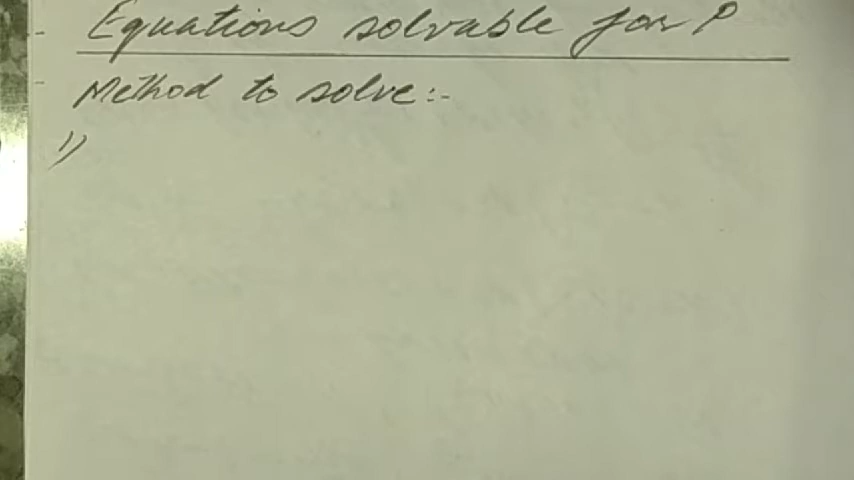 Equations solvable for P
Method to solve :-
1)